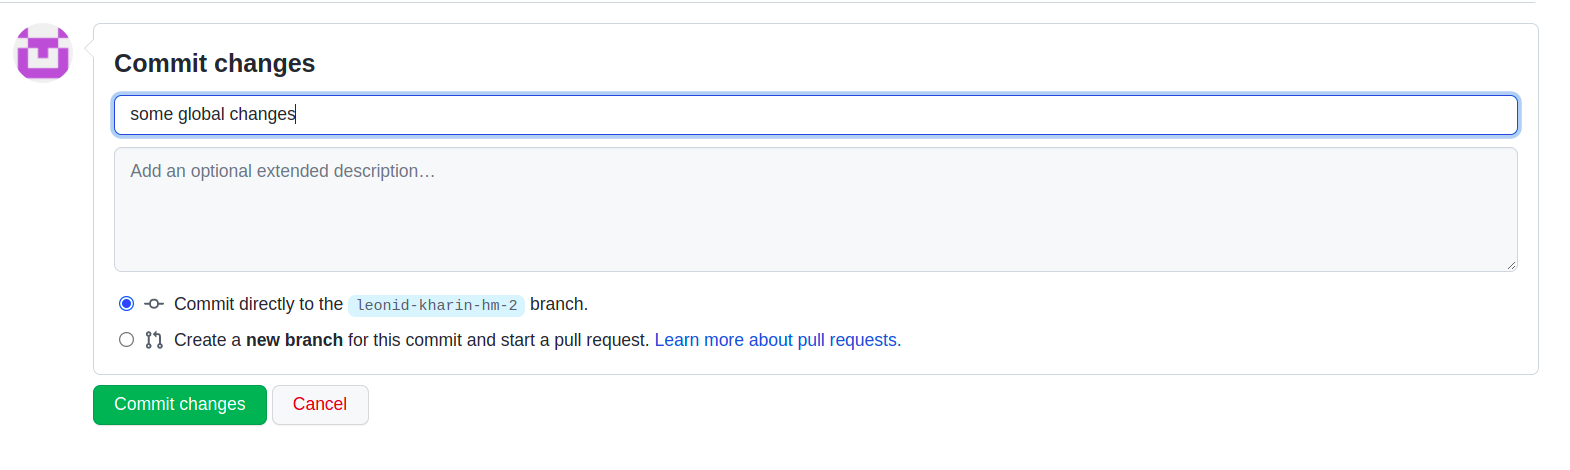 Commit changes
some global changes
Add an optional extended description…
Commit directly to the leonid-kharin-hm-2 branch.
Create a new branch for this commit and start a pull request. Learn more about pull requests.
Commit changes Cancel